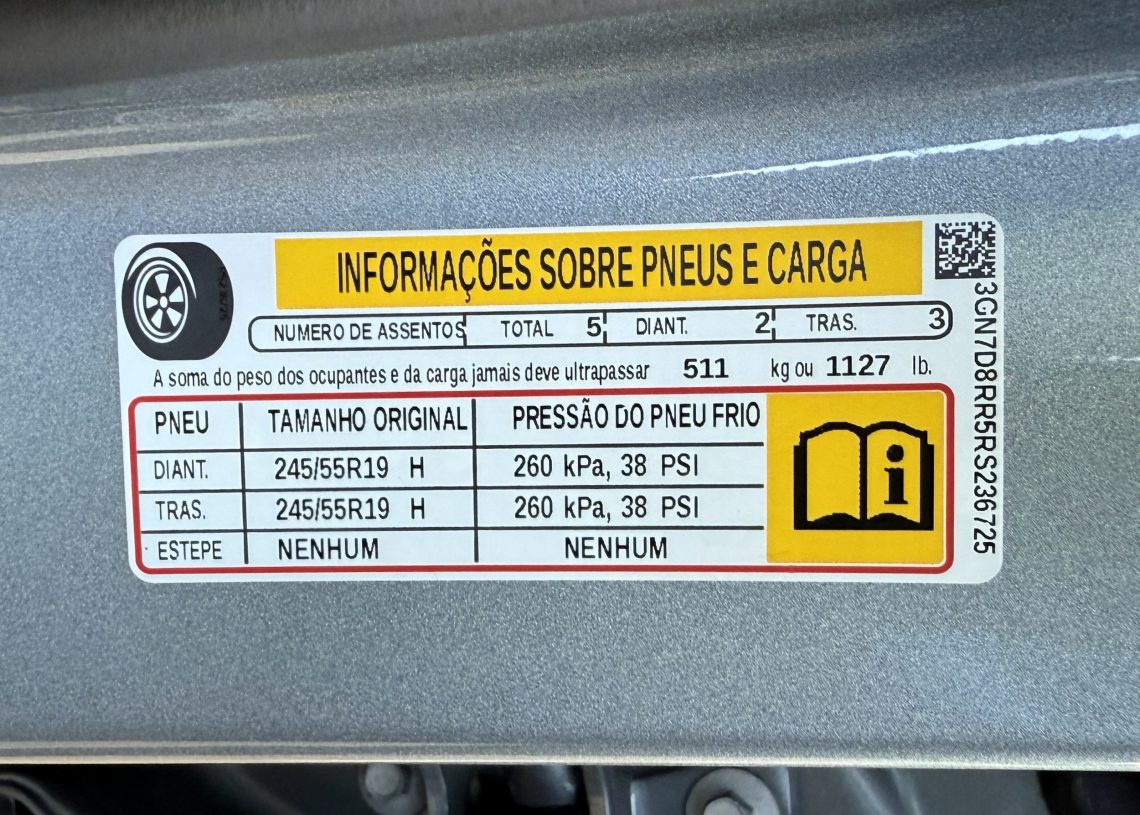 INFORMAÇÕES SOBRE PNEUS E CARGA
NUMERO DE ASSENTOS TOTAL 5 DIANT. 2 TRAS. 3
A soma do peso dos ocupantes e da carga jamais deve ultrapassar 511 kg ou 1127 lb.
PNEU TAMANHO ORIGINAL PRESSÃO DO PNEU FRIO
DIANT. 245/55R19 H 260 kPa, 38 PSI
TRAS. 245/55R19 H 260 kPa, 38 PSI
ESTEPE NENHUM NENHUM
i
3GN7D8RR5RS236725